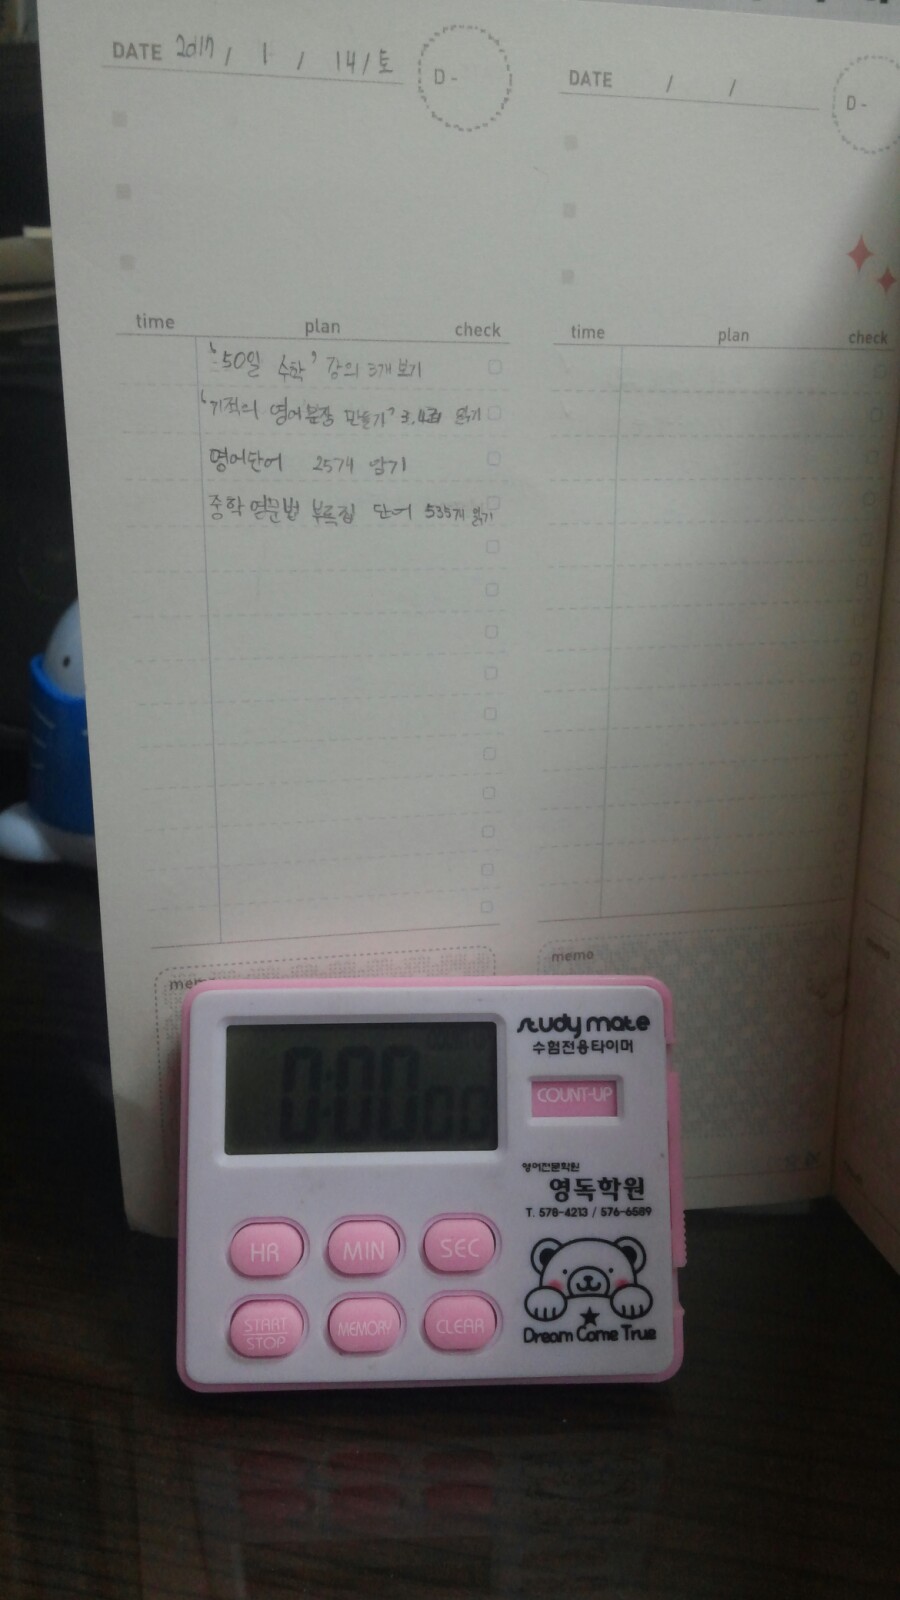 DATE 2017 / 1 / 14 / 토
D -
time plan check
'50일 수학' 강의 3개 보기
'기적의 영어문장 만들기' 3,4 읽기
영어단어 257개 암기
중학영문법 부록집 단어 535개 읽기
memo
DATE / /
D -
time plan check
memo
study mate
수험전용타이머
COUNT-UP
0:00 00
영어전문학원
영독학원
T. 578-4213 / 576-6589
HR MIN SEC
START STOP MEMORY CLEAR
Dream Come True